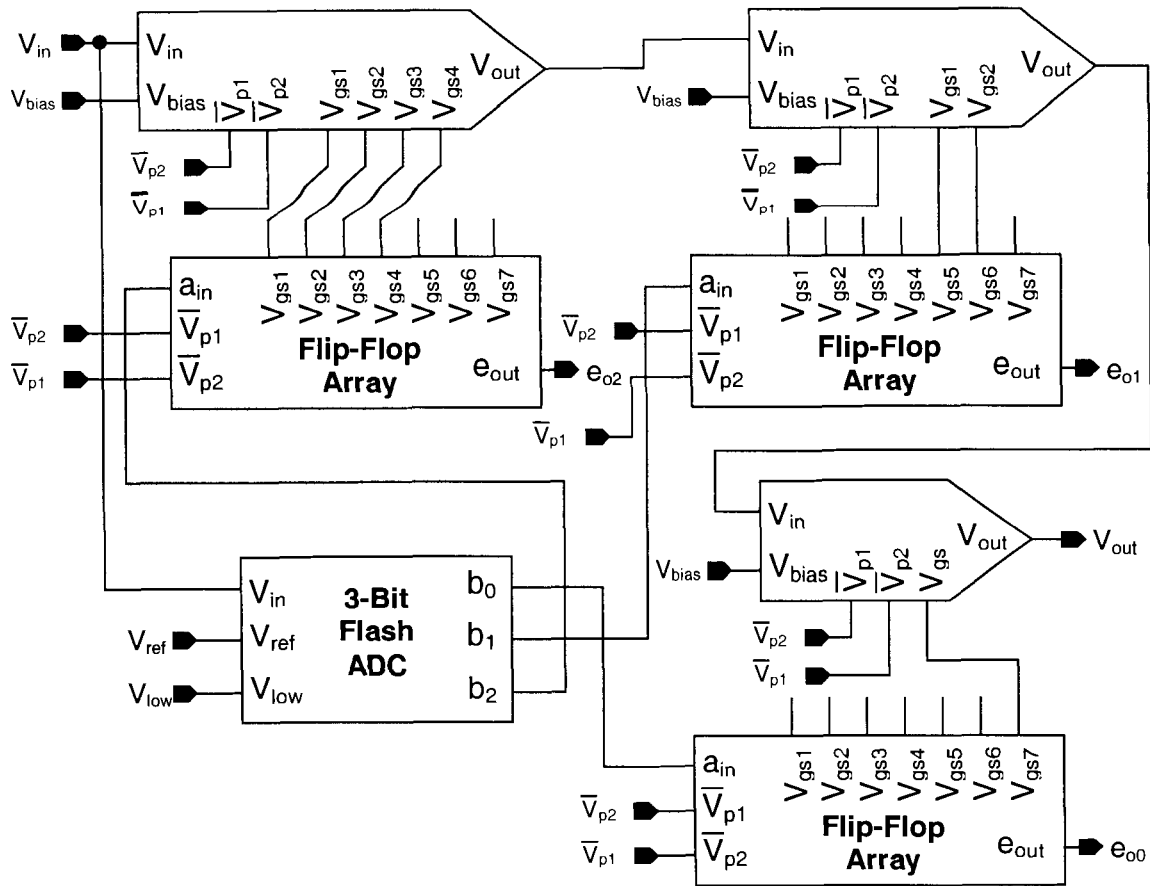 V_in V_in V_out
V_bias V_bias V̅_p1 V̅_p2 V_gs1 V_gs2 V_gs3 V_gs4
V̅_p2
V̅_p1
V_in V_out
V_bias V_bias V̅_p1 V̅_p2 V_gs1 V_gs2
V̅_p2
V̅_p1
a_in V_gs1 V_gs2 V_gs3 V_gs4 V_gs5 V_gs6 V_gs7
V̅_p2 V̅_p1
V̅_p1 V̅_p2
Flip-Flop
Array
e_out e_o2
a_in V_gs1 V_gs2 V_gs3 V_gs4 V_gs5 V_gs6 V_gs7
V̅_p2 V̅_p1
V̅_p1 V̅_p2
Flip-Flop
Array
e_out e_o1
V_in V_out V_out
V_bias V_bias V̅_p1 V̅_p2 V_gs
V̅_p2
V̅_p1
V_in b_0
V_ref V_ref b_1
V_low V_low b_2
3-Bit
Flash
ADC
a_in V_gs1 V_gs2 V_gs3 V_gs4 V_gs5 V_gs6 V_gs7
V̅_p2 V̅_p1
V̅_p1 V̅_p2
Flip-Flop
Array
e_out e_o0